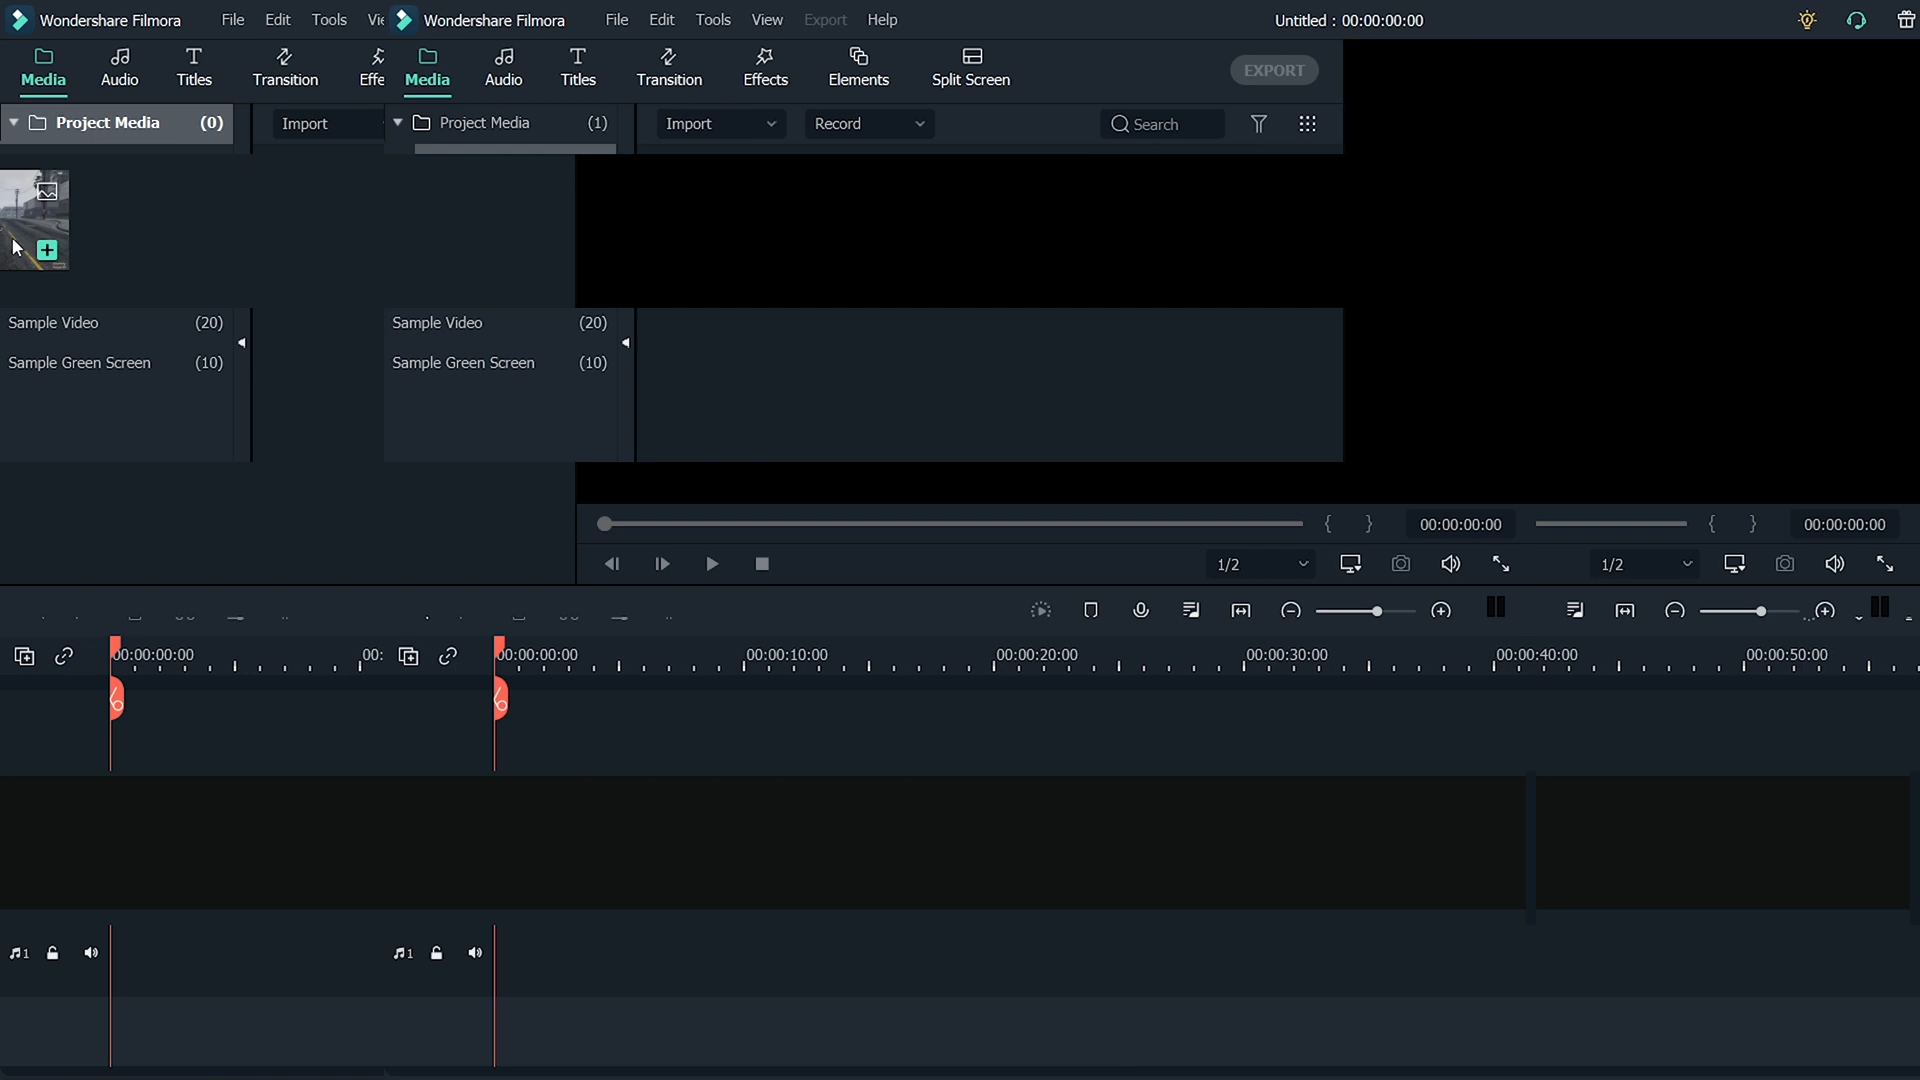 Wondershare Filmora File Edit Tools Vi Wondershare Filmora File Edit Tools View Export Help Untitled : 00:00:00:00
Media Audio Titles Transition Effe Media Audio Titles Transition Effects Elements Split Screen EXPORT
Project Media (0) Import Project Media (1) Import Record Search
Sample Video (20) Sample Video (20)
Sample Green Screen (10) Sample Green Screen (10)
{ } 00:00:00:00 { } 00:00:00:00
1/2 1/2
00:00:00:00 00: 00:00:00:00 00:00:10:00 00:00:20:00 00:00:30:00 00:00:40:00 00:00:50:00
1 1